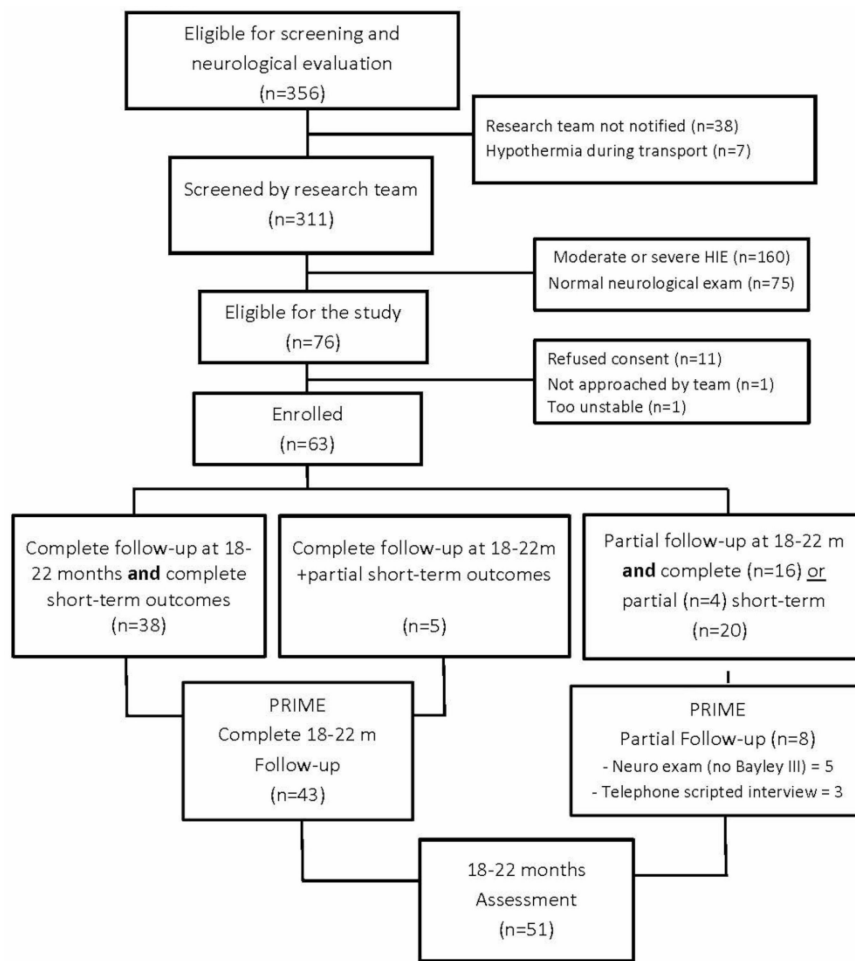 Eligible for screening and
neurological evaluation
(n=356)
Research team not notified (n=38)
Hypothermia during transport (n=7)
Screened by research team
(n=311)
Moderate or severe HIE (n=160)
Normal neurological exam (n=75)
Eligible for the study
(n=76)
Refused consent (n=11)
Not approached by team (n=1)
Too unstable (n=1)
Enrolled
(n=63)
Complete follow-up at 18-
22 months and complete
short-term outcomes
(n=38)
Complete follow-up at 18-22m
+partial short-term outcomes
(n=5)
Partial follow-up at 18-22 m
and complete (n=16) or
partial (n=4) short-term
(n=20)
PRIME
Complete 18-22 m
Follow-up
(n=43)
PRIME
Partial Follow-up (n=8)
- Neuro exam (no Bayley III) = 5
- Telephone scripted interview = 3
18-22 months
Assessment
(n=51)